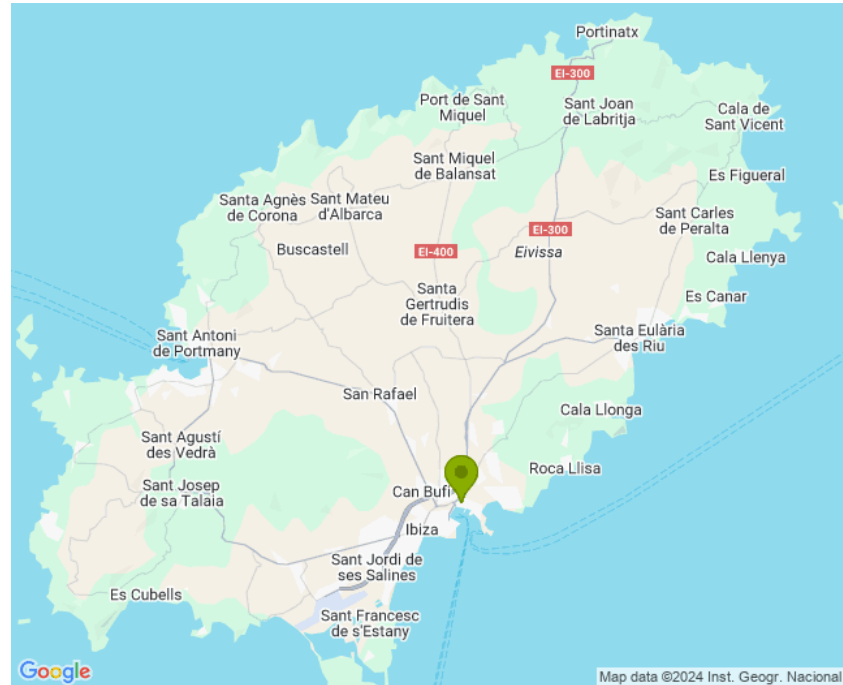 Portinatx
EI-300
Port de Sant
Miquel
Sant Joan
de Labritja
Cala de
Sant Vicent
Sant Miquel
de Balansat
Es Figueral
Santa Agnès
de Corona
Sant Mateu
d'Albarca
Sant Carles
de Peralta
EI-300
Buscastell
EI-400
Eivissa
Cala Llenya
Santa
Gertrudis
de Fruitera
Es Canar
Sant Antoni
de Portmany
Santa Eulària
des Riu
San Rafael
Cala Llonga
Sant Agustí
des Vedrà
Roca Llisa
Sant Josep
de sa Talaia
Can Bufí
Ibiza
Sant Jordi de
ses Salines
Es Cubells
Sant Francesc
de s'Estany
Google
Map data ©2024 Inst. Geogr. Nacional